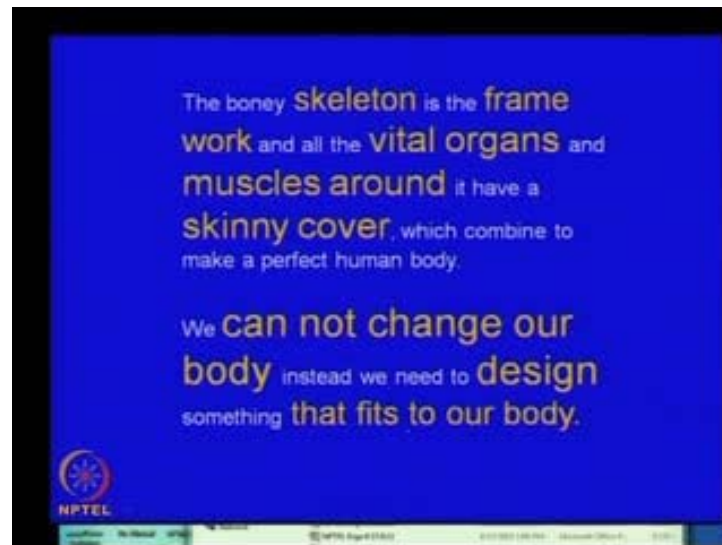 The boney skeleton is the frame
work and all the vital organs and
muscles around it have a
skinny cover, which combine to
make a perfect human body.
We can not change our
body instead we need to design
something that fits to our body.
NPTEL